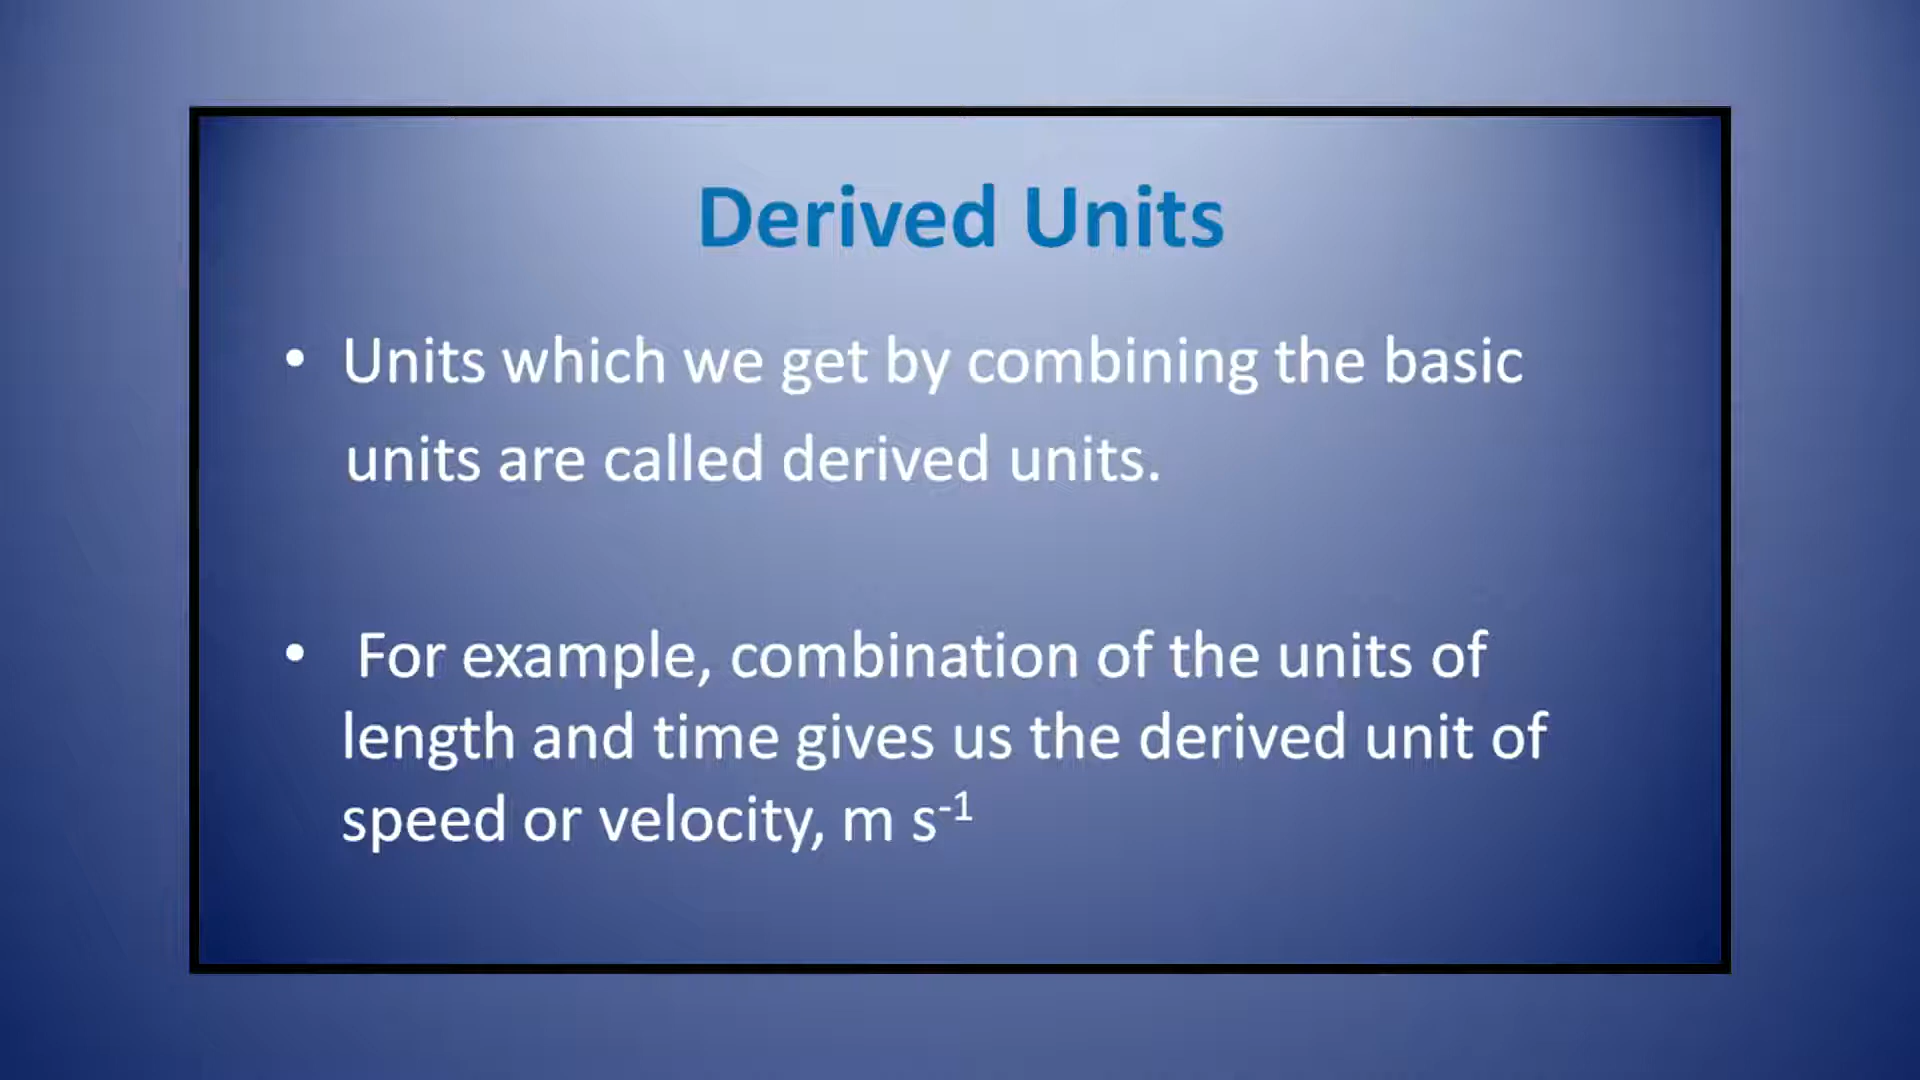 Derived Units
• Units which we get by combining the basic
units are called derived units.
• For example, combination of the units of
length and time gives us the derived unit of
speed or velocity, m s⁻¹